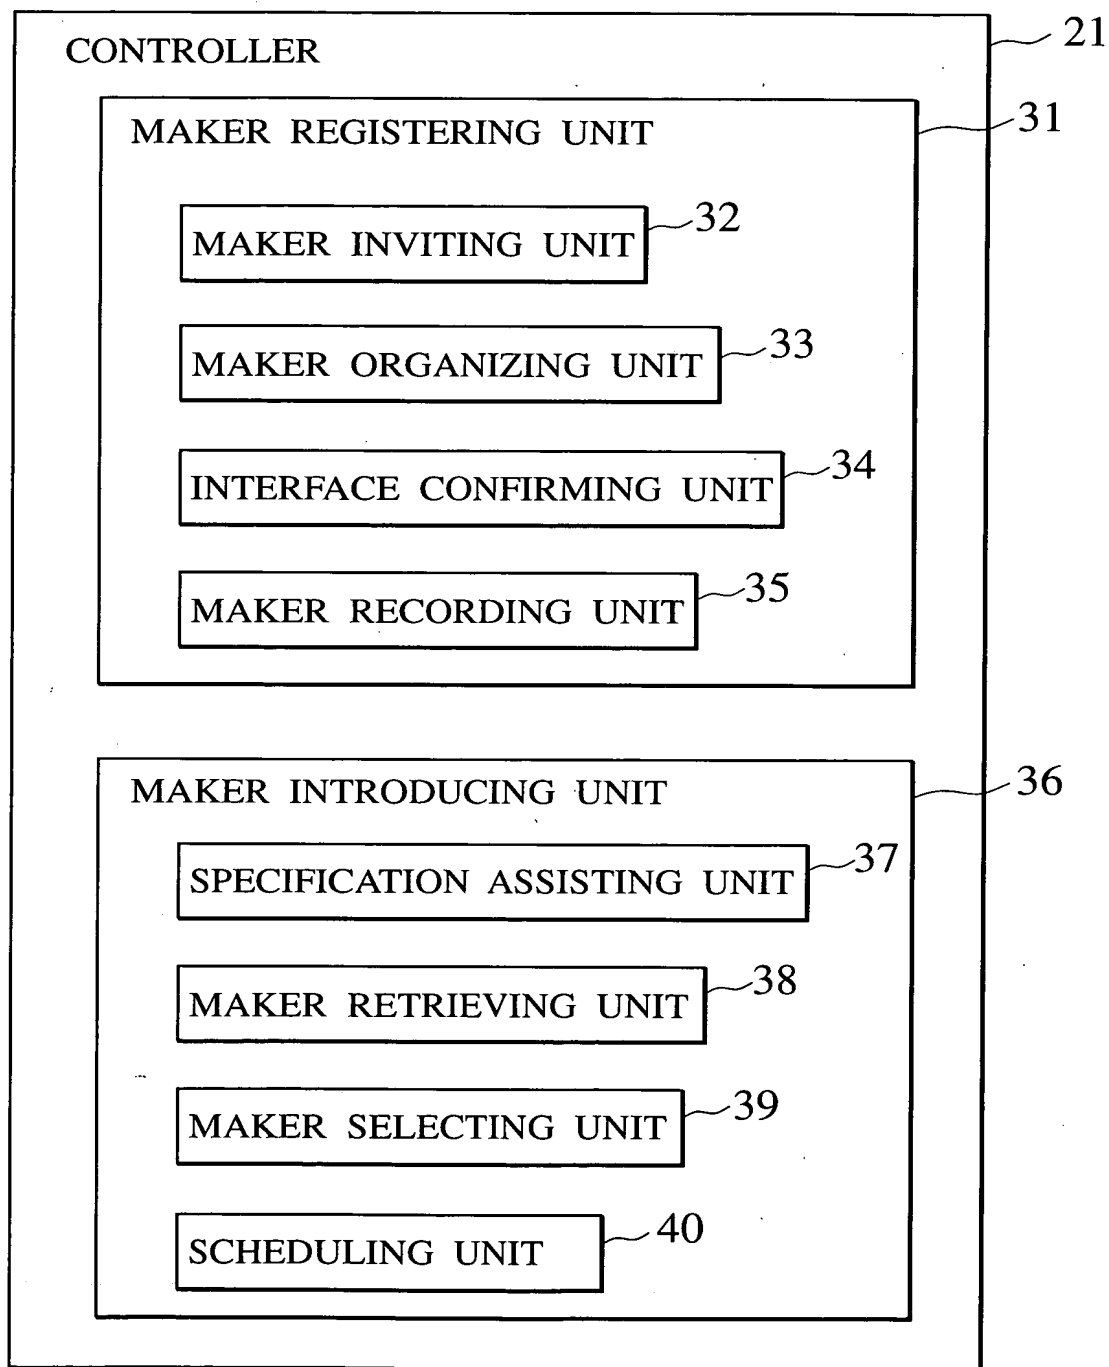 CONTROLLER
21
MAKER REGISTERING UNIT
31
MAKER INVITING UNIT
32
MAKER ORGANIZING UNIT
33
INTERFACE CONFIRMING UNIT
34
MAKER RECORDING UNIT
35
MAKER INTRODUCING UNIT
36
SPECIFICATION ASSISTING UNIT
37
MAKER RETRIEVING UNIT
38
MAKER SELECTING UNIT
39
SCHEDULING UNIT
40